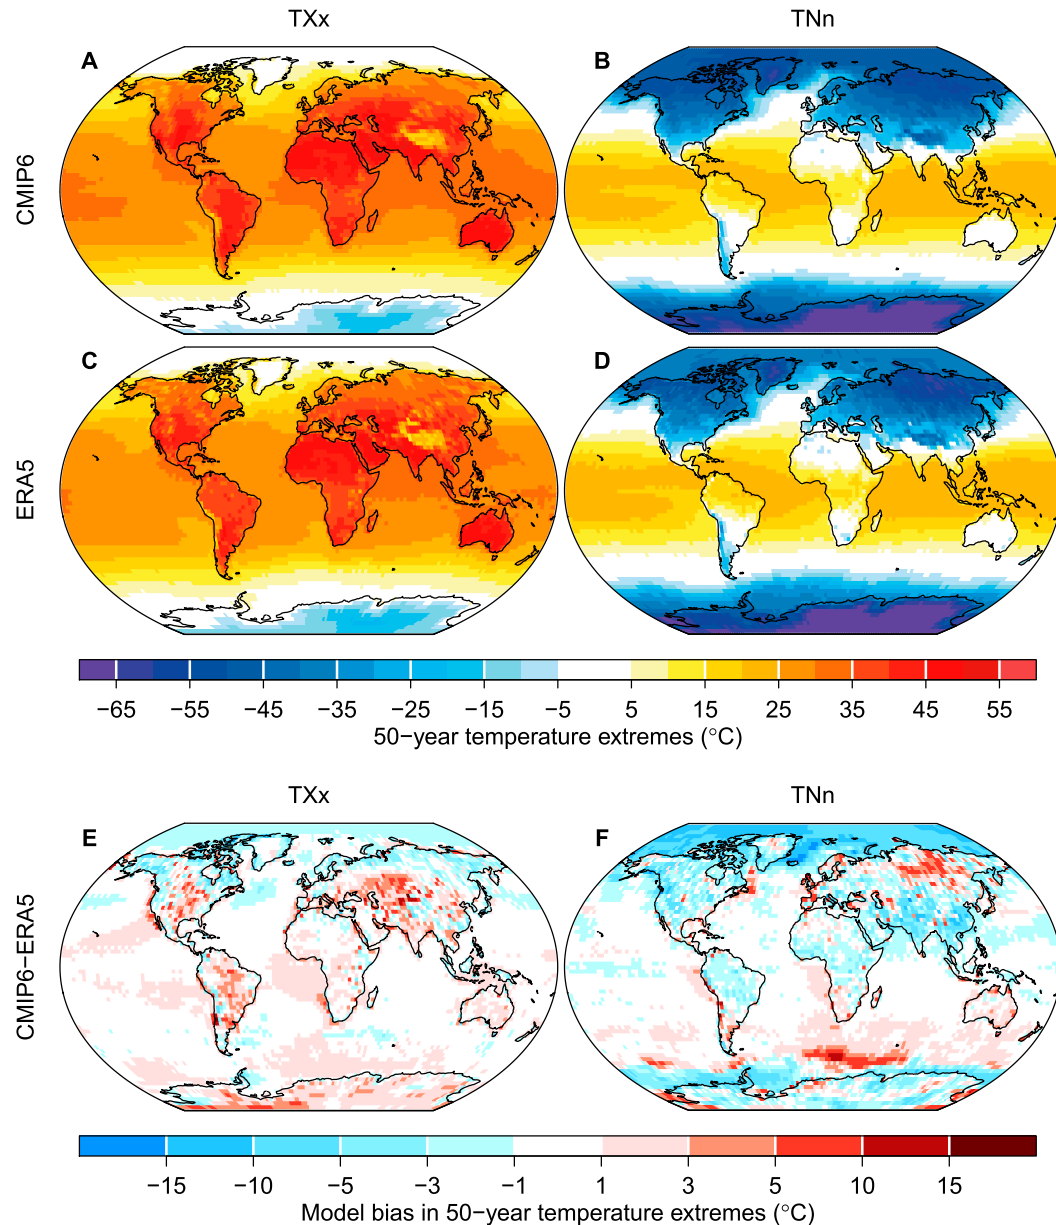 TXx TNn
A B
CMIP6
C D
ERA5
−65 −55 −45 −35 −25 −15 −5 5 15 25 35 45 55
50−year temperature extremes (°C)
TXx TNn
E F
CMIP6−ERA5
−15 −10 −5 −3 −1 1 3 5 10 15
Model bias in 50−year temperature extremes (°C)